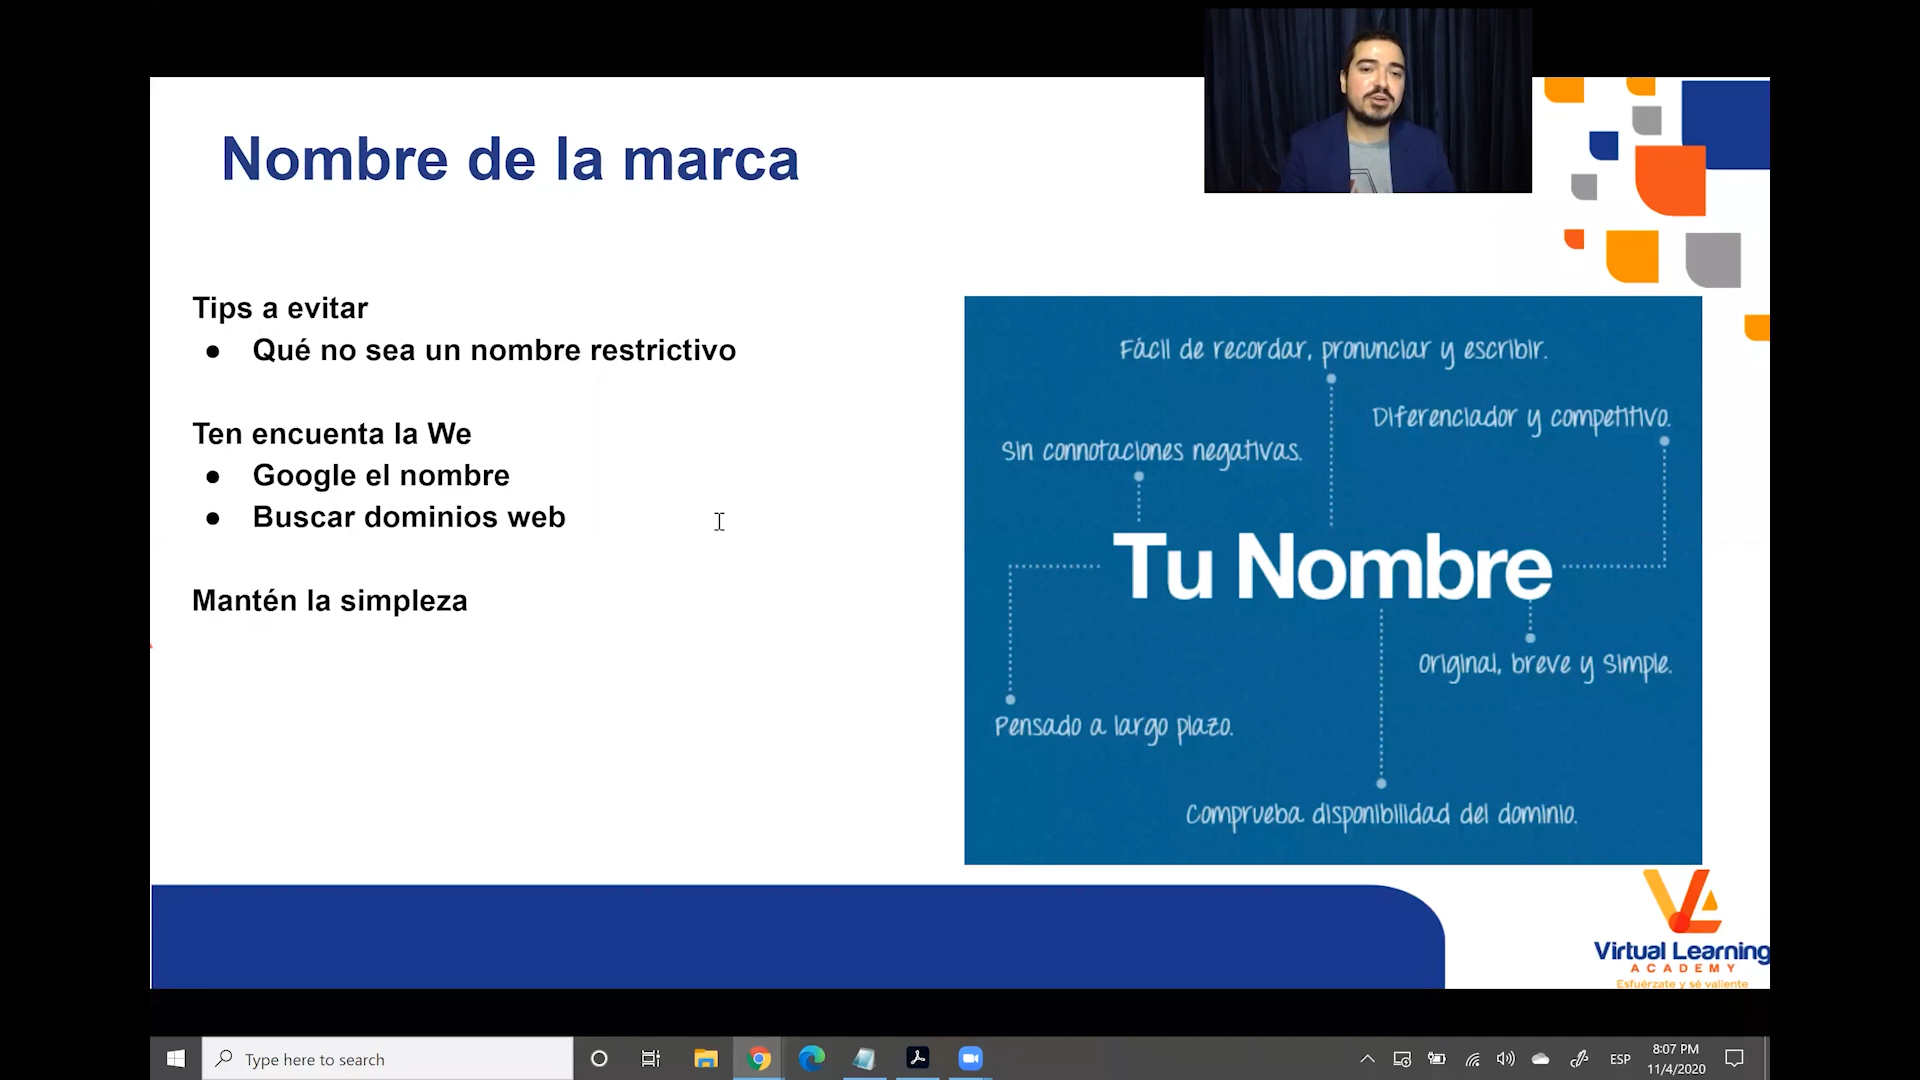 Nombre de la marca
Tips a evitar
● Qué no sea un nombre restrictivo
Ten encuenta la We
● Google el nombre
● Buscar dominios web
Mantén la simpleza
Fácil de recordar, pronunciar y escribir.
Diferenciador y competitivo.
Sin connotaciones negativas.
Tu Nombre
Original, breve y simple.
Pensado a largo plazo.
Comprueba disponibilidad del dominio.
Virtual Learning
ACADEMY
Esfuérzate y sé valiente
Type here to search
ESP
8:07 PM
11/4/2020